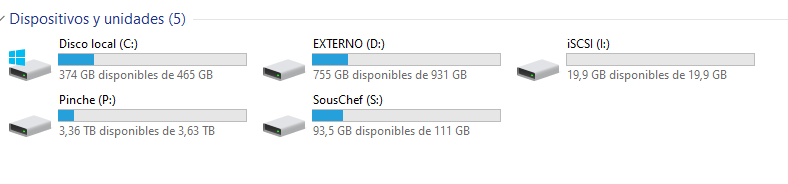 Dispositivos y unidades (5)
Disco local (C:)
374 GB disponibles de 465 GB
EXTERNO (D:)
755 GB disponibles de 931 GB
iSCSI (I:)
19,9 GB disponibles de 19,9 GB
Pinche (P:)
3,36 TB disponibles de 3,63 TB
SousChef (S:)
93,5 GB disponibles de 111 GB